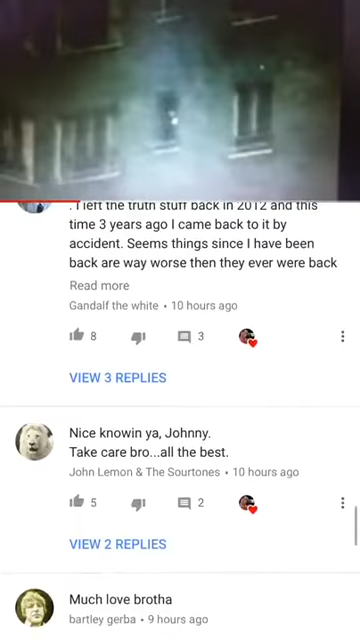 . I left the truth stuff back in 2012 and this
time 3 years ago I came back to it by
accident. Seems things since I have been
back are way worse then they ever were back
Read more
Gandalf the white • 10 hours ago
8 3
VIEW 3 REPLIES
Nice knowin ya, Johnny.
Take care bro...all the best.
John Lemon & The Sourtones • 10 hours ago
5 2
VIEW 2 REPLIES
Much love brotha
bartley gerba • 9 hours ago